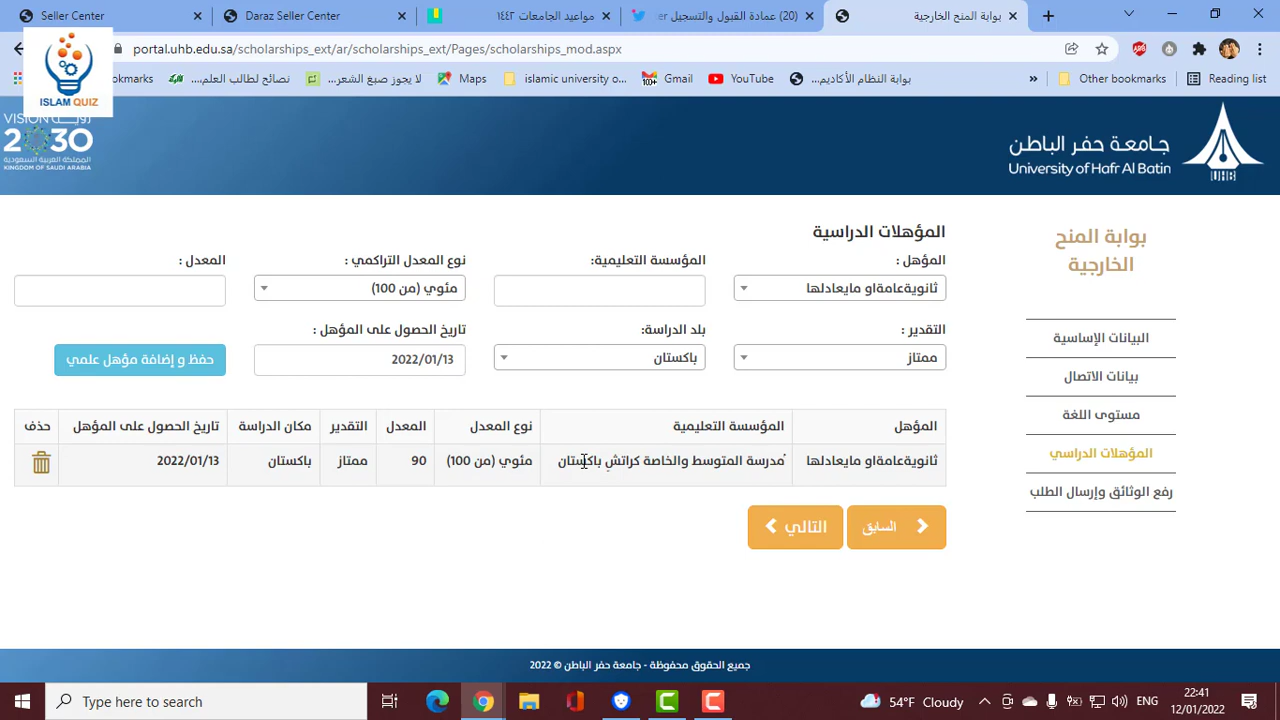 Seller Center
Daraz Seller Center
مواعيد الجامعات ١٤٤٣
(20) عمادة القبول والتسجيل
بوابة المنح الخارجية
portal.uhb.edu.sa/scholarships_ext/ar/scholarships_ext/Pages/scholarships_mod.aspx
نصائح لطالب العلم...
لا يجوز صبغ الشعر...
Maps
islamic university o...
Gmail
YouTube
بوابة النظام الأكاديم...
Other bookmarks
Reading list
ISLAM QUIZ
VISION رؤيـــة
2030
المملكة العربية السعودية
KINGDOM OF SAUDI ARABIA
جامعة حفر الباطن
University of Hafr Al Batin
UHB
بوابة المنح
الخارجية
البيانات الإساسية
بيانات الاتصال
مستوى اللغة
المؤهلات الدراسي
رفع الوثائق وإرسال الطلب
المؤهلات الدراسية
المؤهل : المؤسسة التعليمية: نوع المعدل التراكمي : المعدل :
ثانويةعامةاو مايعادلها مئوي (من 100)
التقدير : بلد الدراسة: تاريخ الحصول على المؤهل :
ممتاز باكستان 2022/01/13 حفظ و إضافة مؤهل علمي
المؤهل المؤسسة التعليمية نوع المعدل المعدل التقدير مكان الدراسة تاريخ الحصول على المؤهل حذف
ثانويةعامةاو مايعادلها مدرسة المتوسط والخاصة كراتش باكستان مئوي (من 100) 90 ممتاز باكستان 2022/01/13
السابق التالي
جميع الحقوق محفوظة - جامعة حفر الباطن © 2022
Type here to search
54°F Cloudy
ENG
22:41
12/01/2022